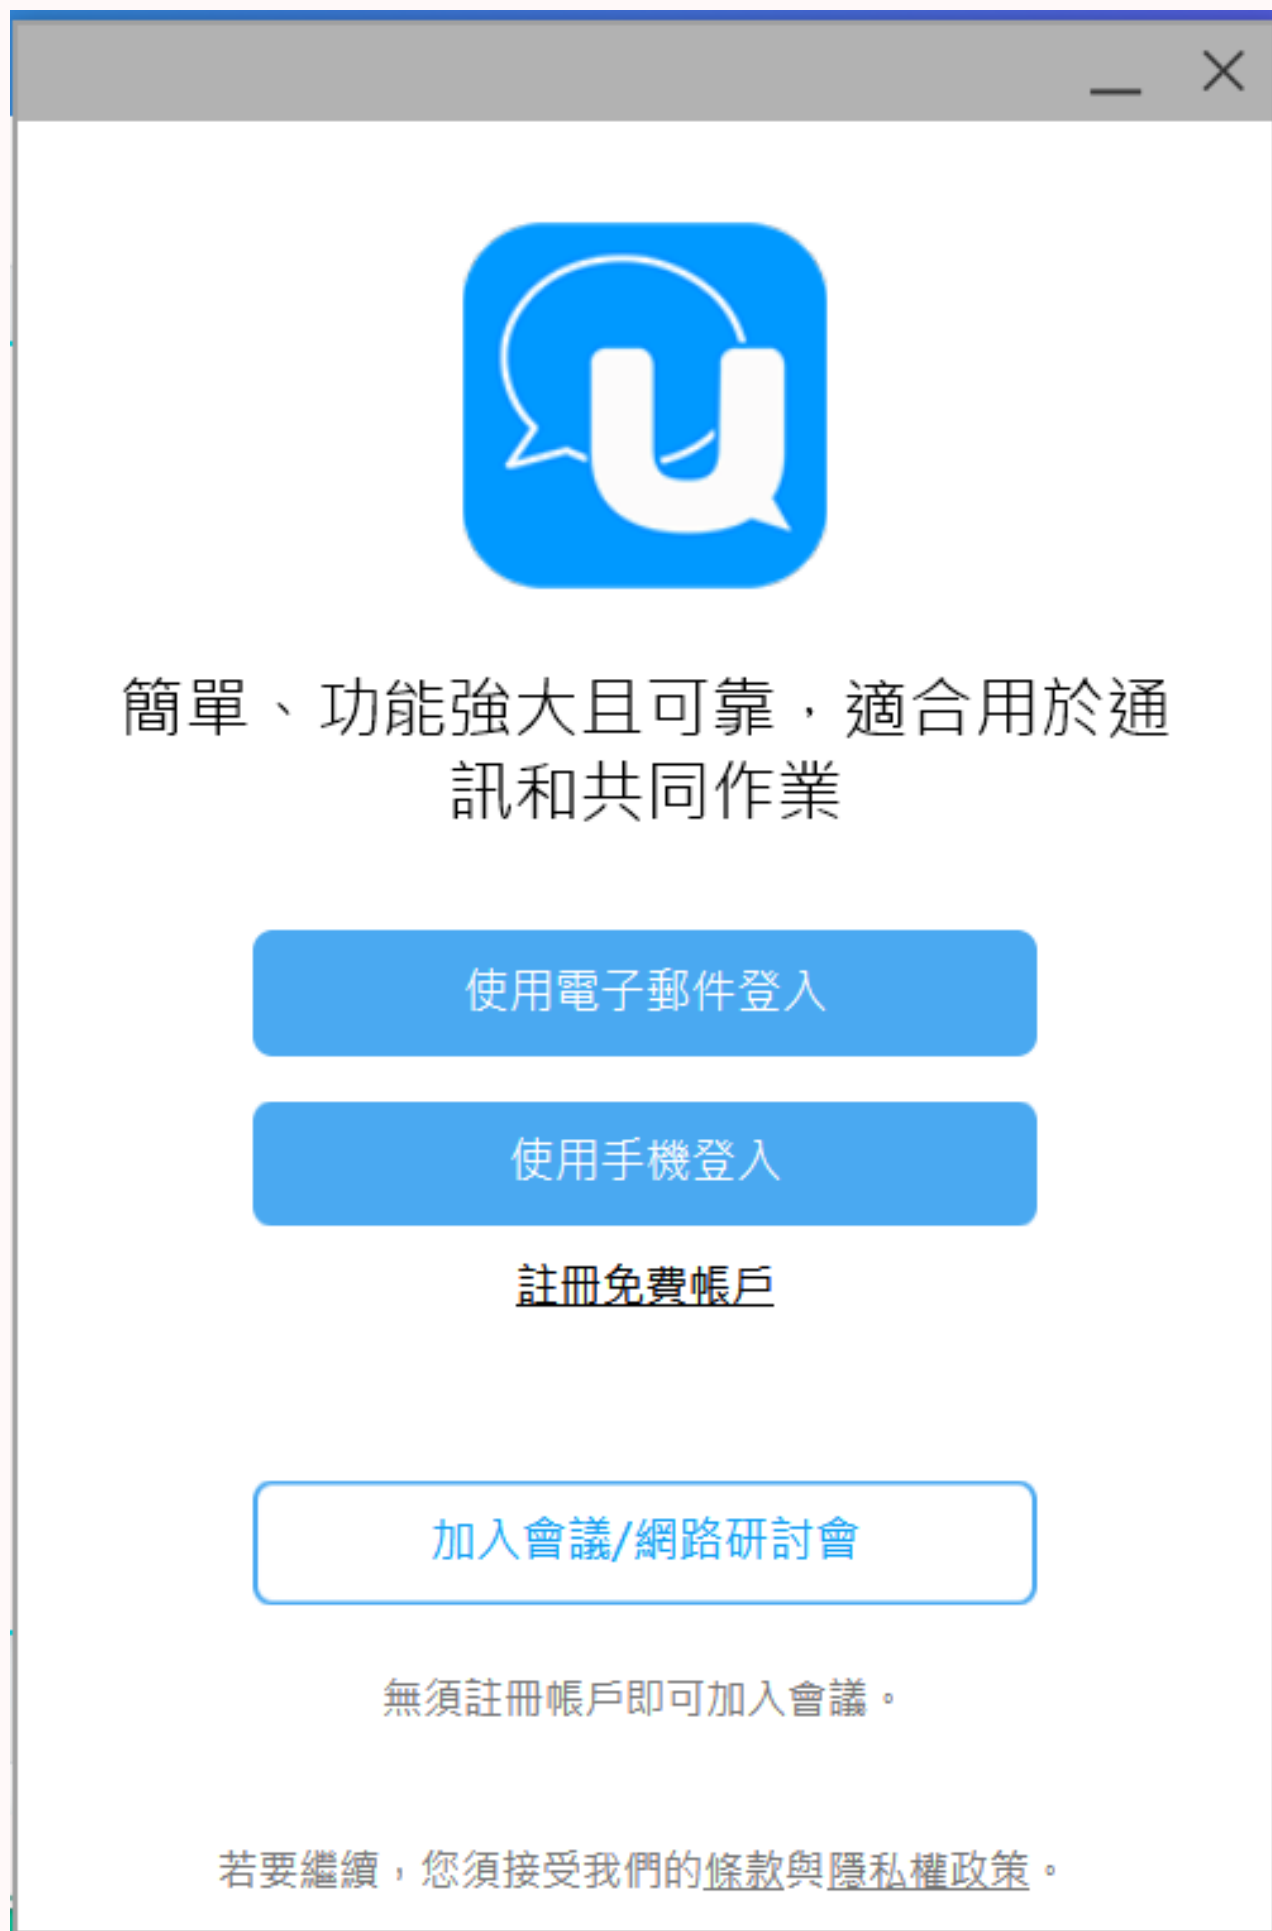 U
簡單、功能強大且可靠，適合用於通
訊和共同作業
使用電子郵件登入
使用手機登入
註冊免費帳戶
加入會議/網路研討會
無須註冊帳戶即可加入會議。
若要繼續，您須接受我們的條款與隱私權政策。